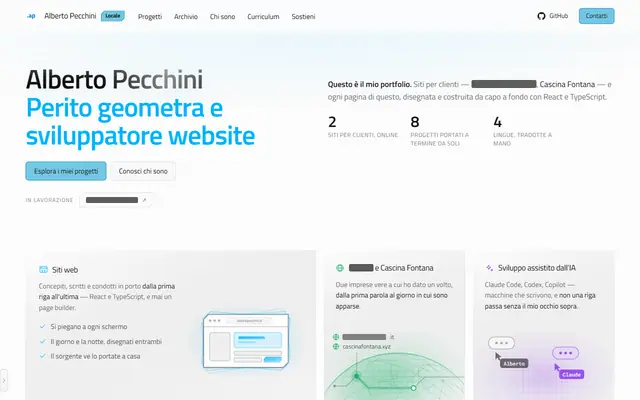 .ap Alberto Pecchini Locale Progetti Archivio Chi sono Curriculum Sostieni GitHub Contatti
Alberto Pecchini
Perito geometra e
sviluppatore website
Esplora i miei progetti Conosci chi sono
IN LAVORAZIONE ↗
Questo è il mio portfolio. Siti per clienti — , Cascina Fontana — e
ogni pagina di questo, disegnata e costruita da capo a fondo con React e TypeScript.
2 8 4
SITI PER CLIENTI, ONLINE. PROGETTI PORTATI A LINGUE, TRADOTTE A
TERMINE DA SOLI MANO
Siti web
Concepiti, scritti e condotti in porto dalla prima
riga all'ultima — React e TypeScript, e mai un
page builder.
Si piegano a ogni schermo
Il giorno e la notte, disegnati entrambi
Il sorgente ve lo portate a casa
e Cascina Fontana
Due imprese vere a cui ho dato un volto,
dalla prima parola al giorno in cui sono
apparse.
.it
cascinafontana.xyz
Sviluppo assistito dall'IA
Claude Code, Codex, Copilot —
macchine che scrivono, e non una riga
passa senza il mio occhio sopra.
Alberto
Claude